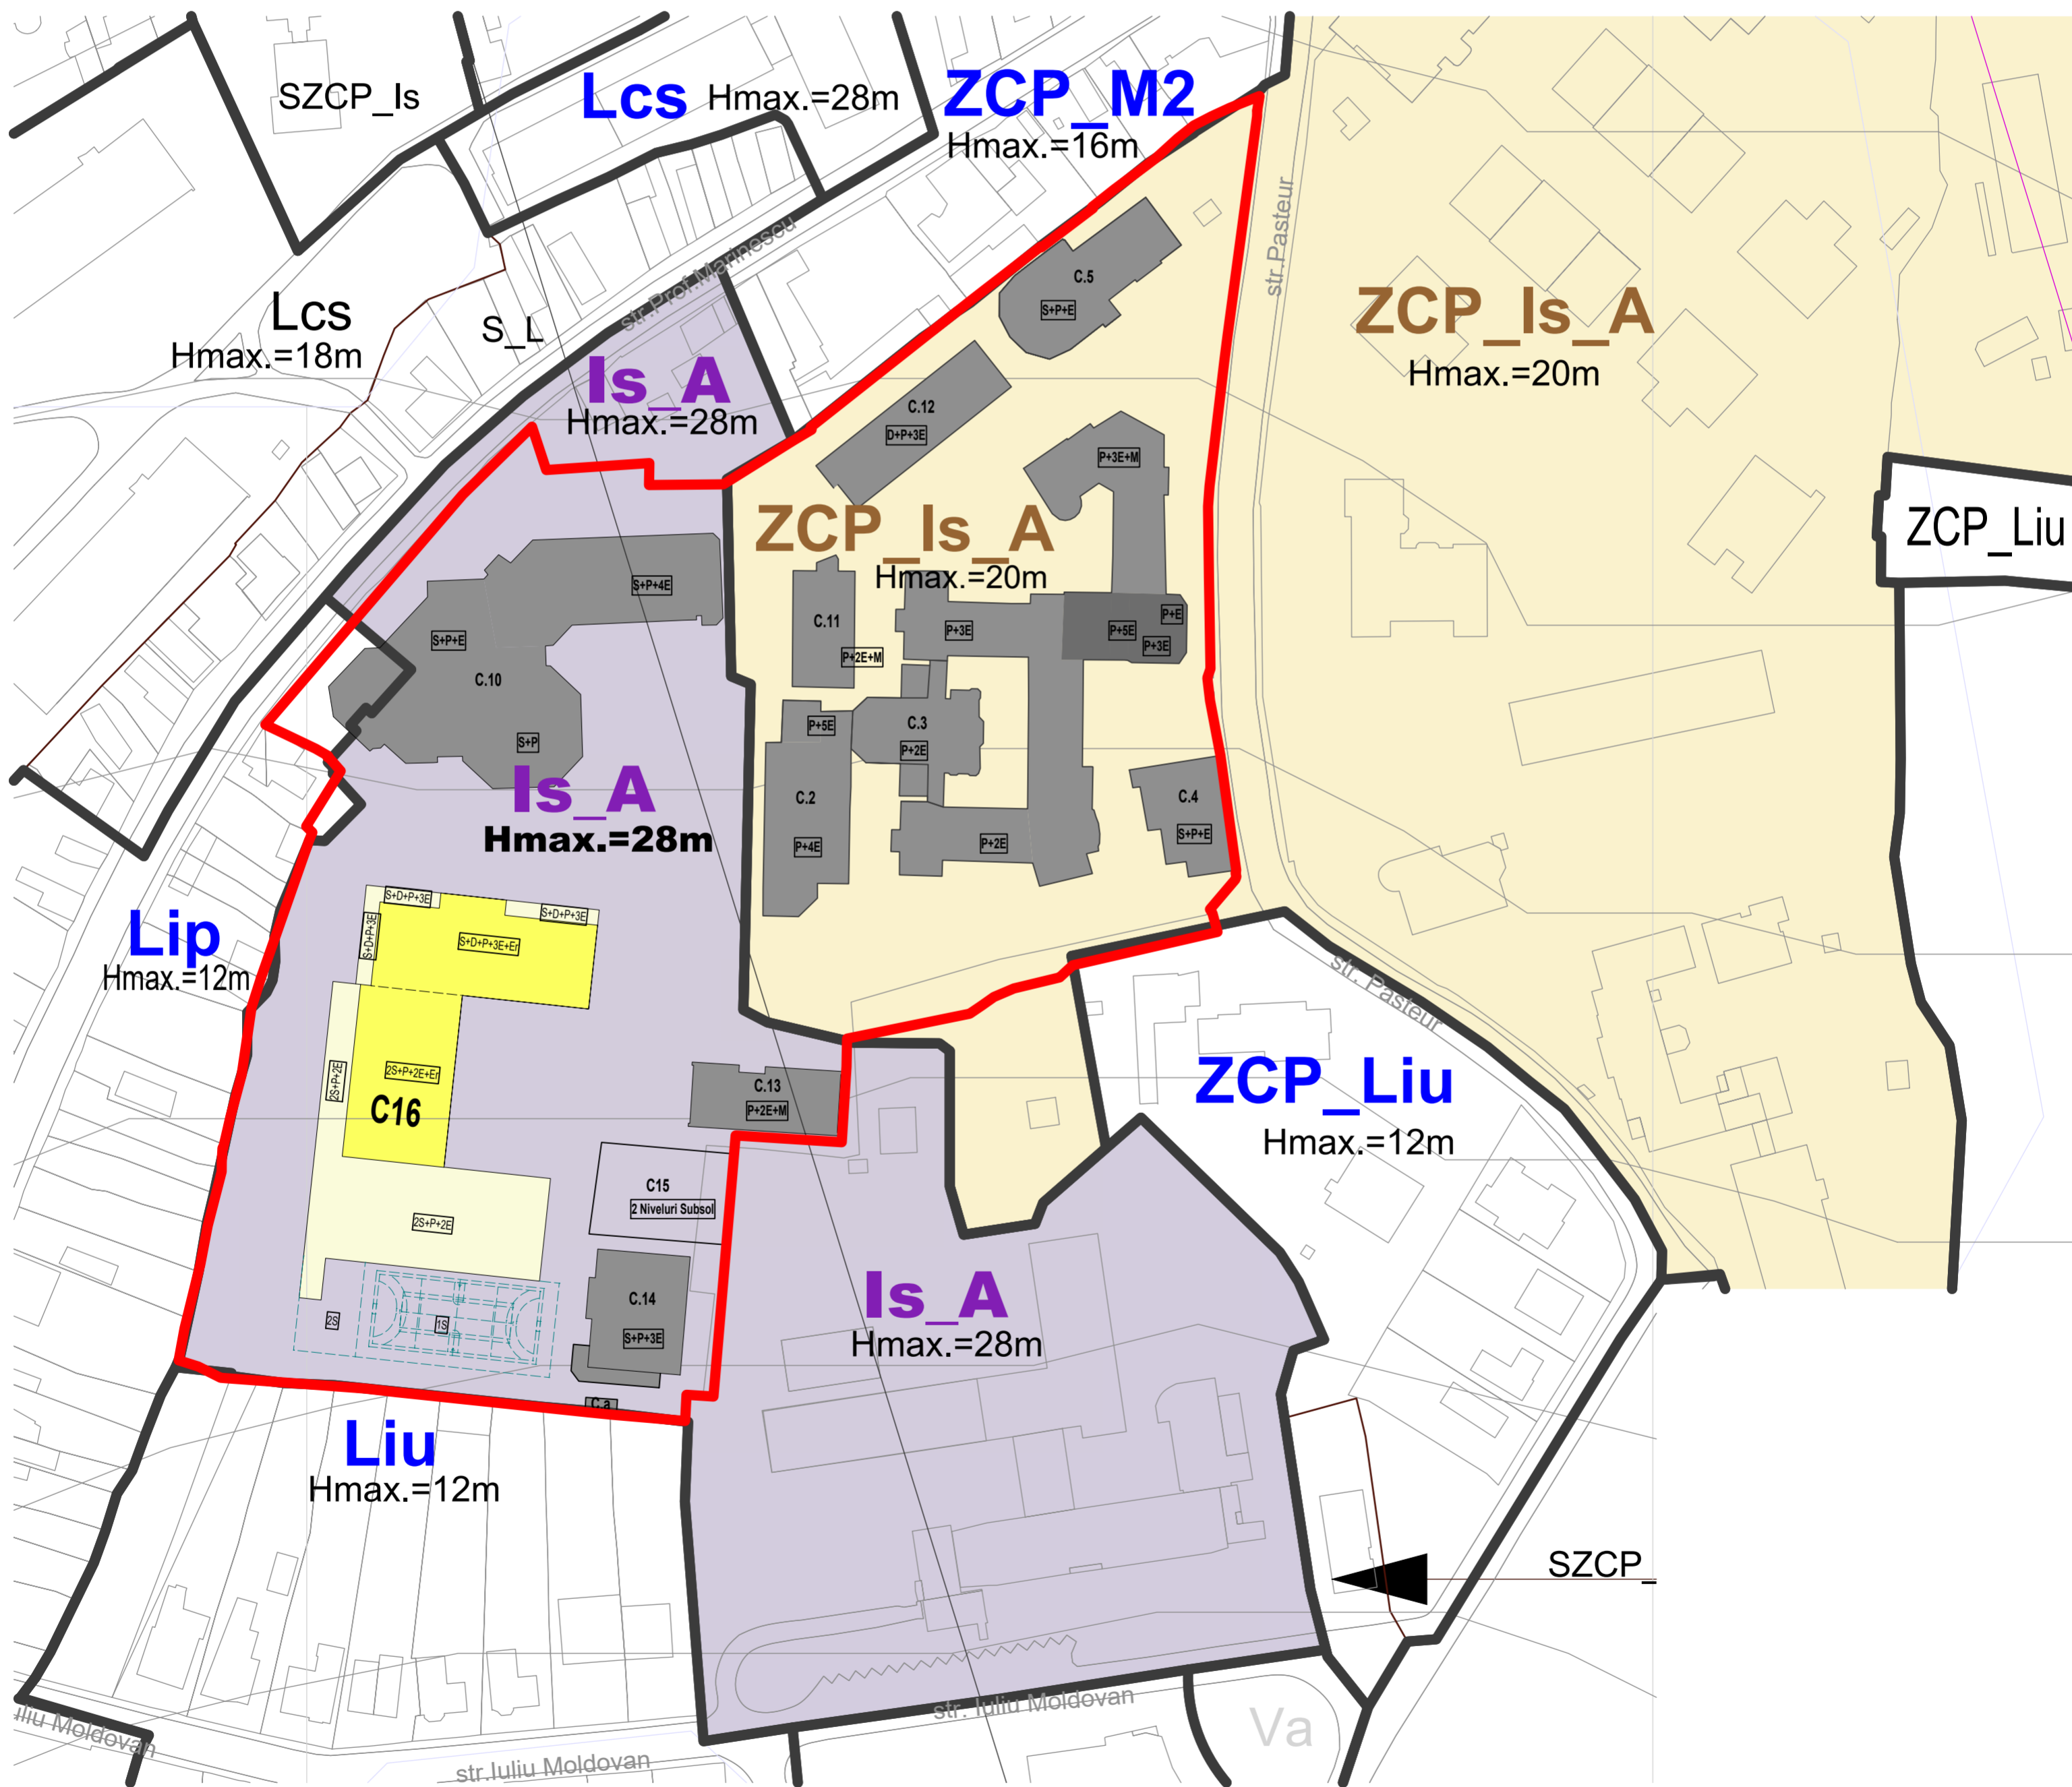 SZCP_Is
Lcs Hmax.=28m
ZCP_M2
Hmax.=16m
str.Prof.Marinescu
str.Pasteur
Lcs
Hmax.=18m
S_L
Is_A
Hmax.=28m
C.5
S+P+E
ZCP_Is_A
Hmax.=20m
C.12
D+P+3E
P+3E+M
ZCP_Is_A
Hmax.=20m
ZCP_Liu
S+P+4E
S+P+E
C.10
S+P
C.11
P+2E+M
P+3E
P+5E
P+E
P+3E
C.3
P+2E
P+5E
C.2
P+4E
P+2E
C.4
S+P+E
Is_A
Hmax.=28m
Lip
Hmax.=12m
S+D+P+3E
S+D+P+3E
S+D+P+3E
S+D+P+3E+Er
2S+P+2E
2S+P+2E+Er
C16
2S+P+2E
C.13
P+2E+M
C15
2 Niveluri Subsol
C.14
S+P+3E
C.a
2S
1S
str. Pasteur
ZCP_Liu
Hmax.=12m
Is_A
Hmax.=28m
Liu
Hmax.=12m
SZCP_
Va
str. Iuliu Moldovan
str.Iuliu Moldovan
uliu Moldovan